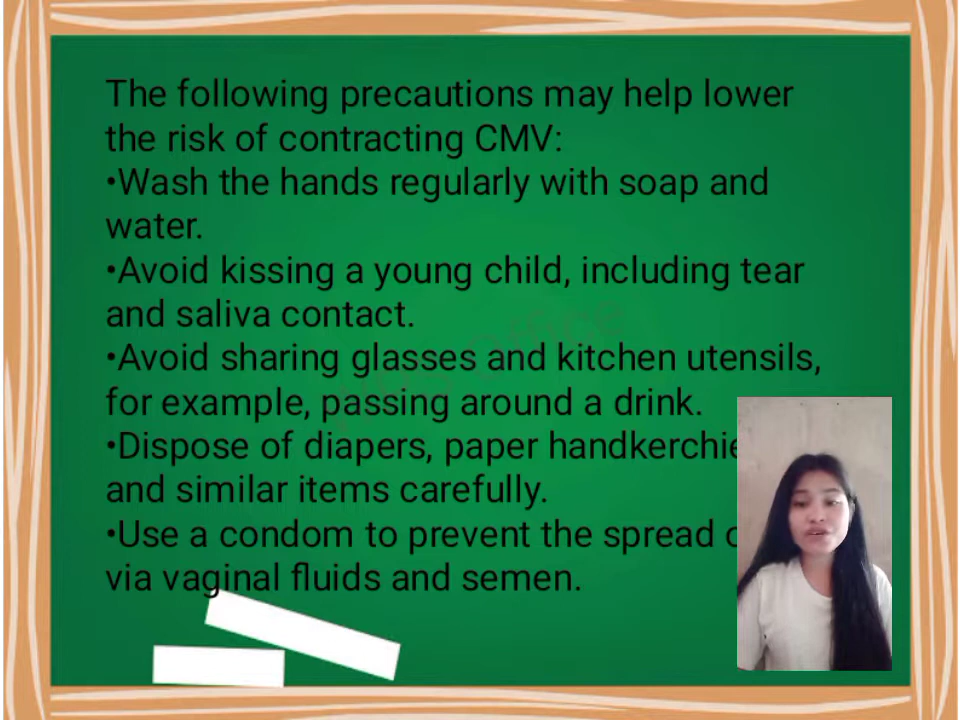 The following precautions may help lower
the risk of contracting CMV:
•Wash the hands regularly with soap and
water.
•Avoid kissing a young child, including tear
and saliva contact.
•Avoid sharing glasses and kitchen utensils,
for example, passing around a drink.
•Dispose of diapers, paper
and similar items carefully.
•Use a condom to prevent the spread
via vaginal fluids and semen.